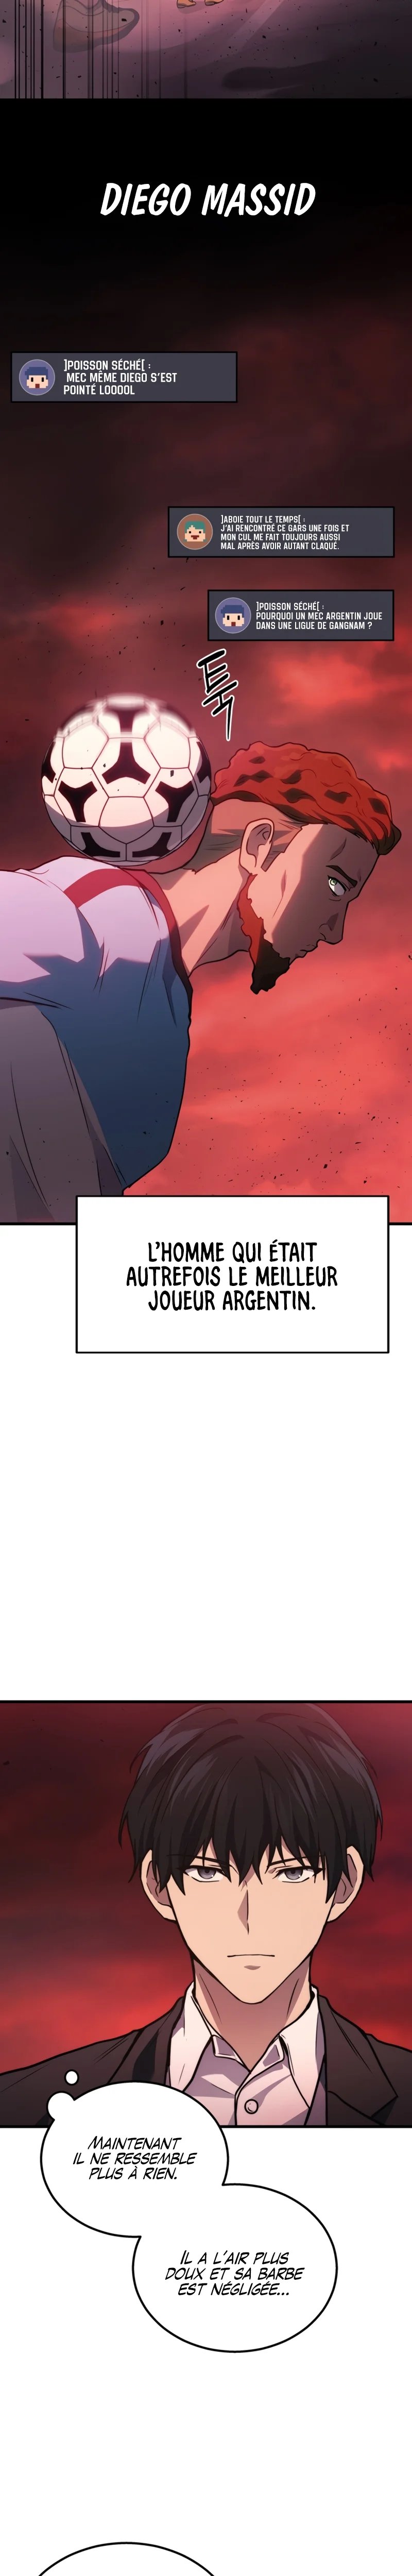 DIEGO MASSID
]POISSON SÉCHÉ[ :
MEC MÊME DIEGO S'EST
POINTÉ LOOOOL
]ABOIE TOUT LE TEMPS[ :
J'AI RENCONTRÉ CE GARS UNE FOIS ET
MON CUL ME FAIT TOUJOURS AUSSI
MAL APRÈS AVOIR AUTANT CLAQUÉ.
]POISSON SÉCHÉ[ :
POURQUOI UN MEC ARGENTIN JOUE
DANS UNE LIGUE DE GANGNAM ?
툭
L'HOMME QUI ÉTAIT
AUTREFOIS LE MEILLEUR
JOUEUR ARGENTIN.
MAINTENANT
IL NE RESSEMBLE
PLUS À RIEN.
IL A L'AIR PLUS
DOUX ET SA BARBE
EST NÉGLIGÉE...